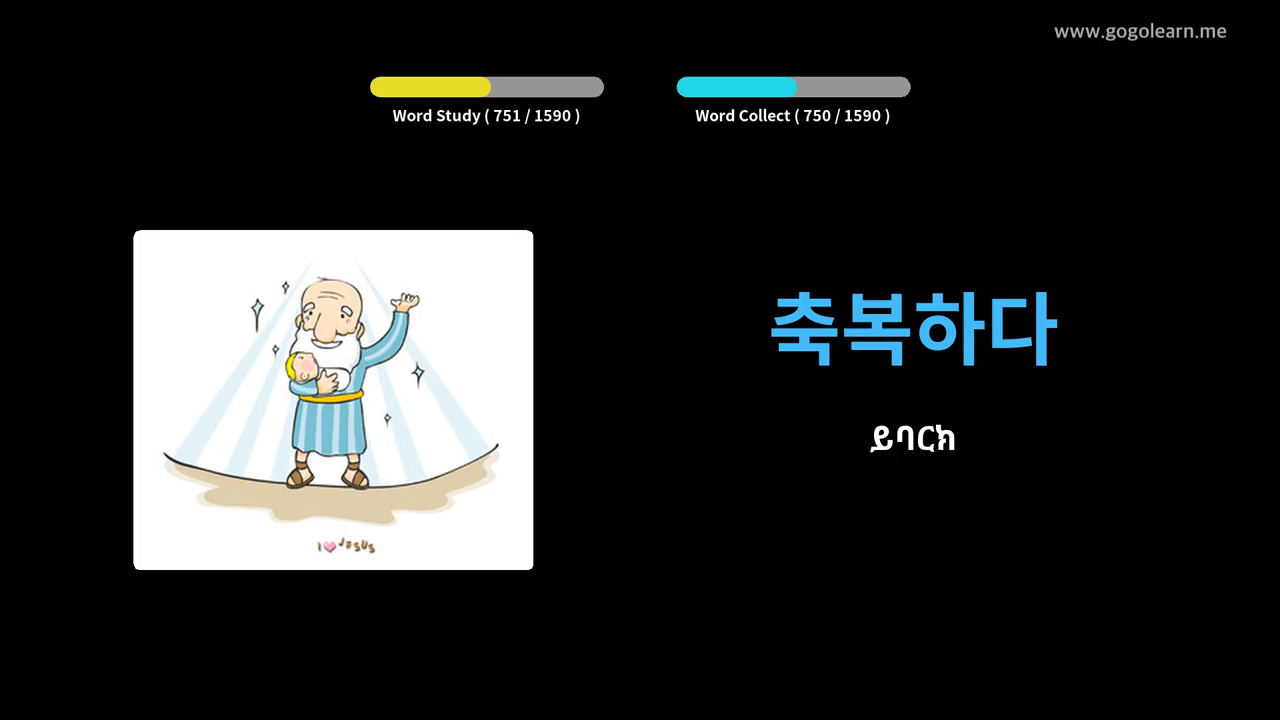 www.gogolearn.me
Word Study ( 751 / 1590 )
Word Collect ( 750 / 1590 )
축복하다
ይባርክ
I JESUS